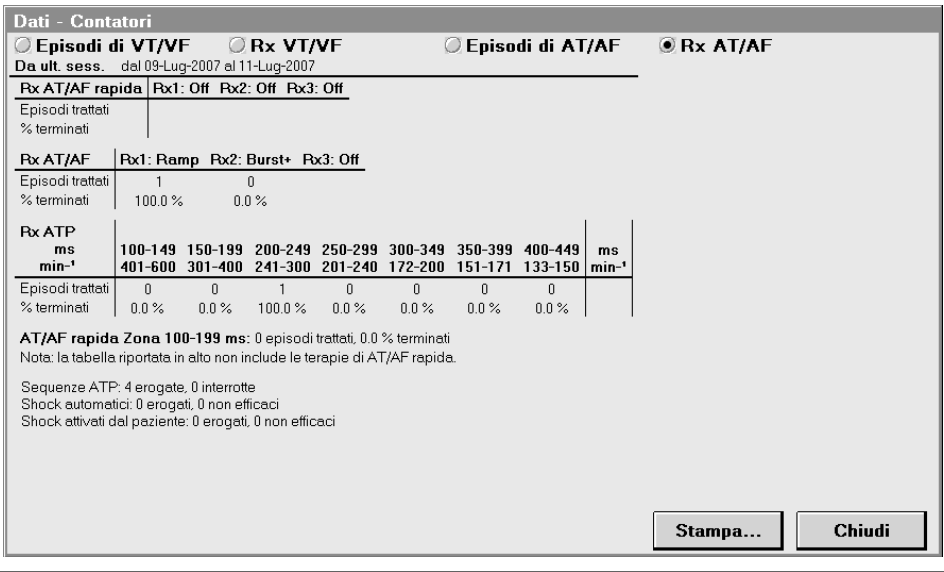 Dati - Contatori
Episodi di VT/VF Rx VT/VF Episodi di AT/AF Rx AT/AF
Da ult. sess. dal 09-Lug-2007 al 11-Lug-2007
Rx AT/AF rapida Rx1: Off Rx2: Off Rx3: Off
Episodi trattati
% terminati
Rx AT/AF Rx1: Ramp Rx2: Burst+ Rx3: Off
Episodi trattati 1 0
% terminati 100.0 % 0.0 %
Rx ATP
ms 100-149 150-199 200-249 250-299 300-349 350-399 400-449 ms
min-¹ 401-600 301-400 241-300 201-240 172-200 151-171 133-150 min-¹
Episodi trattati 0 0 1 0 0 0 0
% terminati 0.0 % 0.0 % 100.0 % 0.0 % 0.0 % 0.0 % 0.0 %
AT/AF rapida Zona 100-199 ms: 0 episodi trattati, 0.0 % terminati
Nota: la tabella riportata in alto non include le terapie di AT/AF rapida.
Sequenze ATP: 4 erogate, 0 interrotte
Shock automatici: 0 erogati, 0 non efficaci
Shock attivati dal paziente: 0 erogati, 0 non efficaci
Stampa... Chiudi